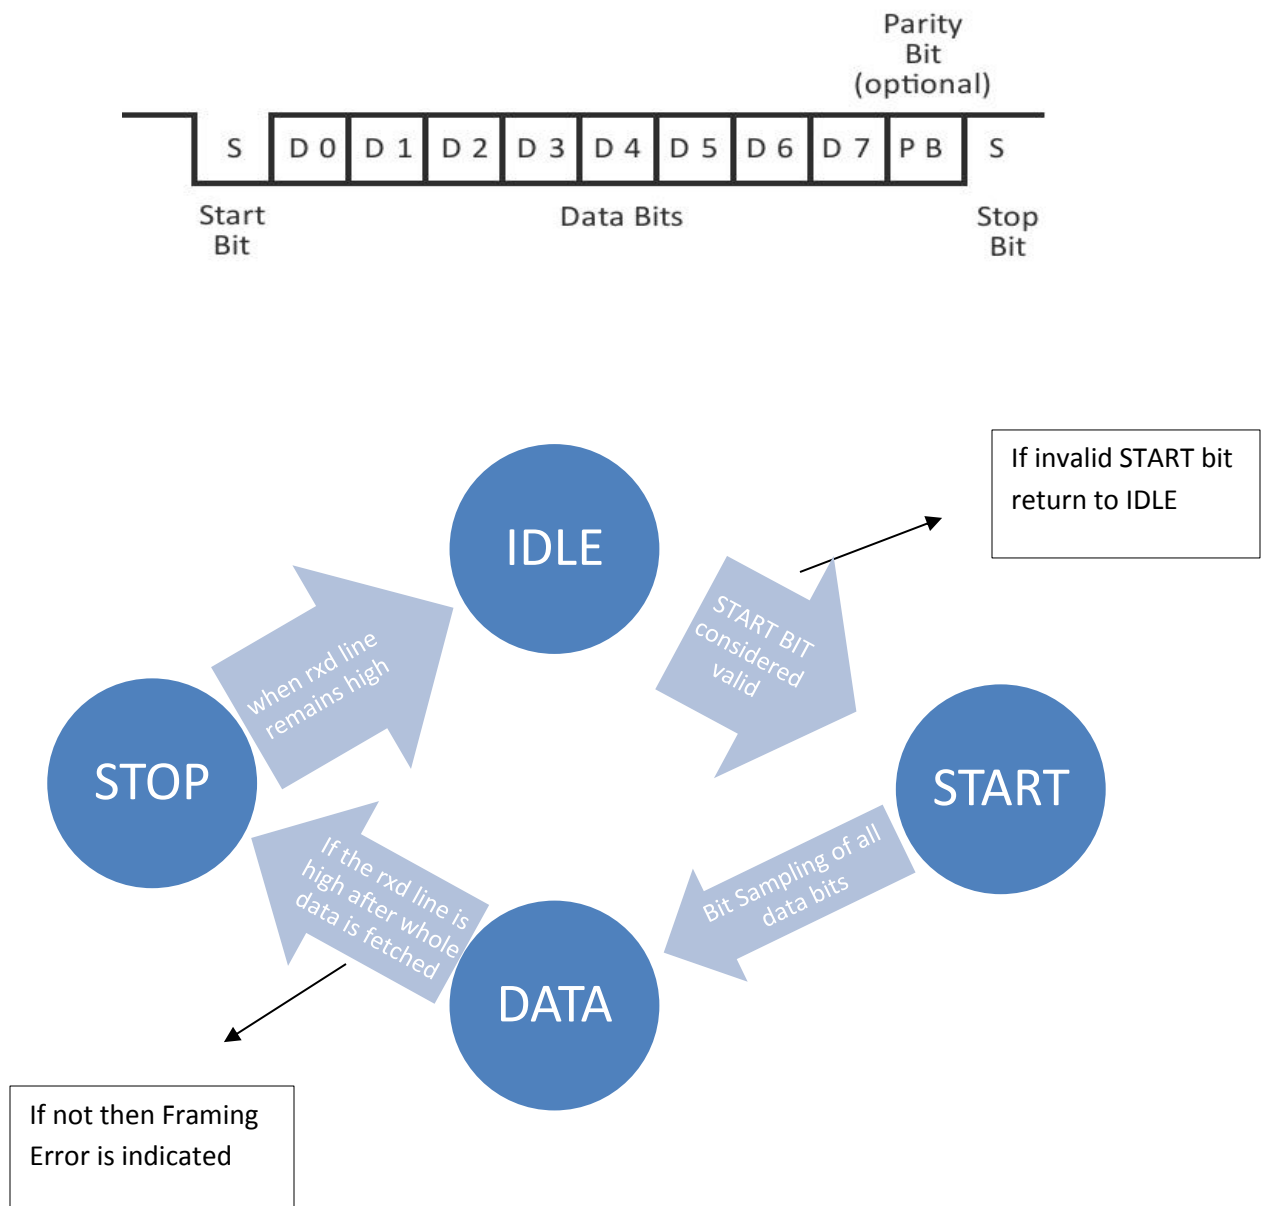 Parity
Bit
(optional)
S D 0 D 1 D 2 D 3 D 4 D 5 D 6 D 7 P B S
Start
Bit
Data Bits
Stop
Bit
If invalid START bit
return to IDLE
IDLE
START BIT
considered
valid
when rxd line
remains high
STOP
START
Bit Sampling of all
data bits
If the rxd line is
high after whole
data is fetched
DATA
If not then Framing
Error is indicated